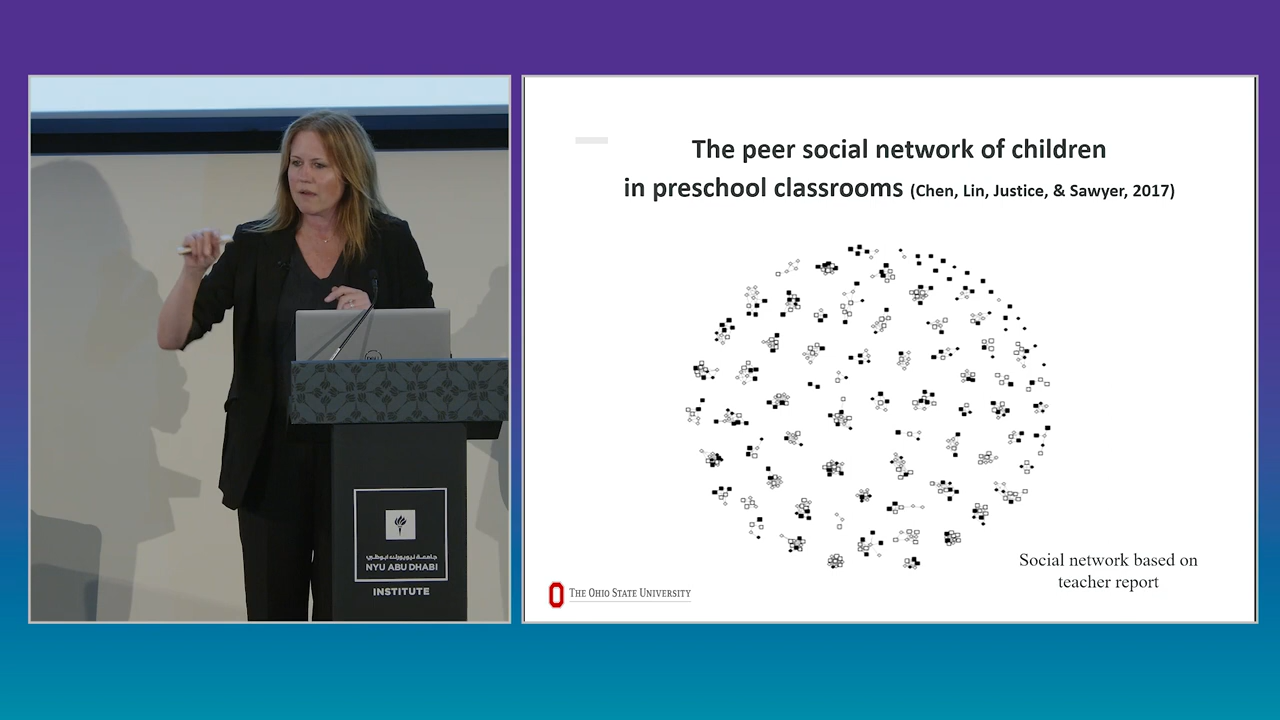 The peer social network of children
in preschool classrooms (Chen, Lin, Justice, & Sawyer, 2017)
Social network based on
teacher report
THE OHIO STATE UNIVERSITY
جامعة نيويورك أبوظبي
NYU ABU DHABI
INSTITUTE
DELL